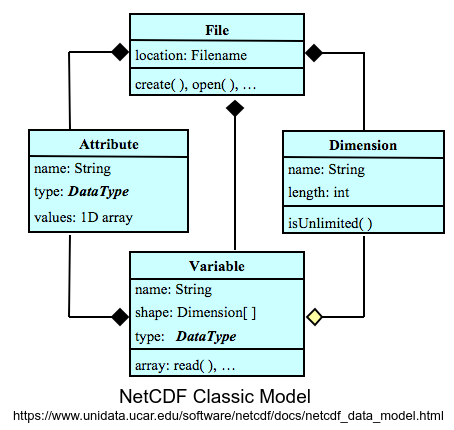 File
location: Filename
create( ), open( ), …
Attribute
name: String
type: DataType
values: 1D array
Dimension
name: String
length: int
isUnlimited( )
Variable
name: String
shape: Dimension[ ]
type: DataType
array: read( ), …
NetCDF Classic Model
https://www.unidata.ucar.edu/software/netcdf/docs/netcdf_data_model.html